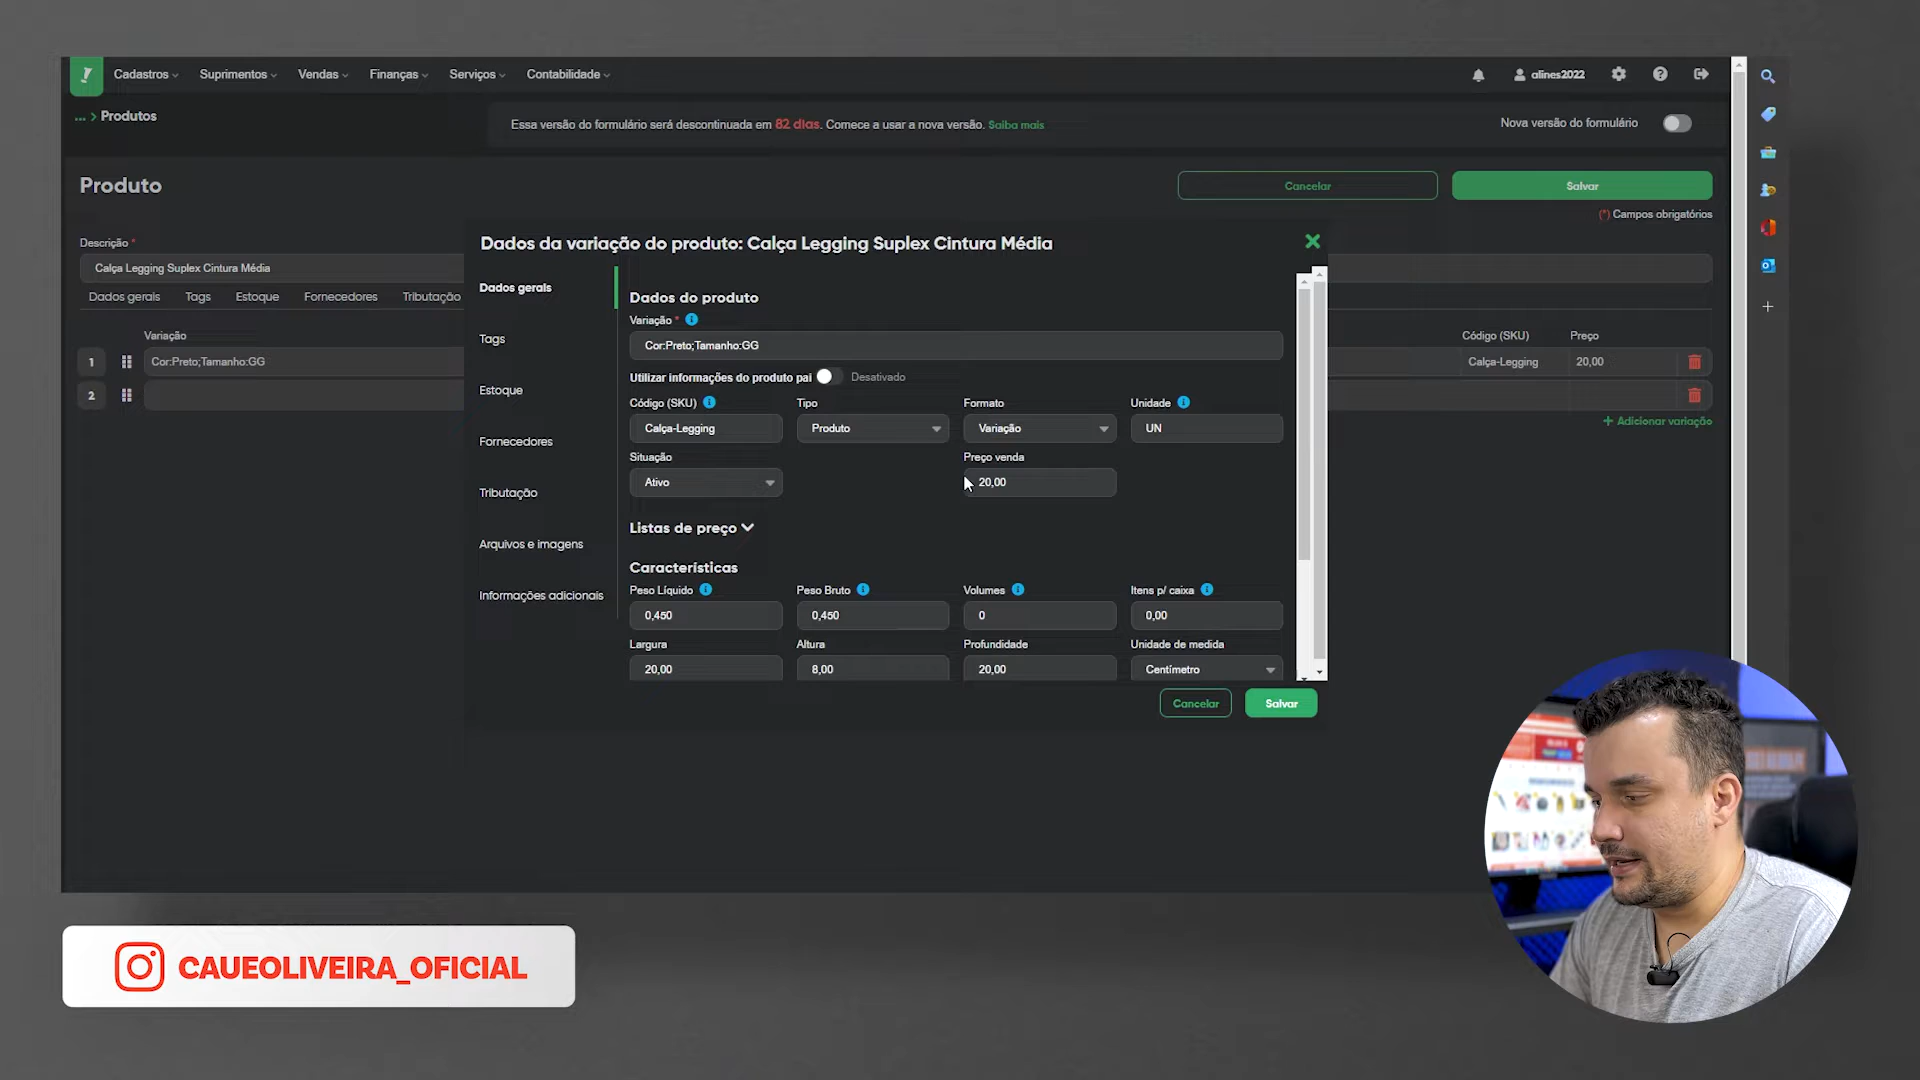 Cadastros Suprimentos Vendas Finanças Serviços Contabilidade alines2022
... > Produtos
Essa versão do formulário será descontinuada em 82 dias. Comece a usar a nova versão. Saiba mais
Nova versão do formulário
Produto
Cancelar
Salvar
(*) Campos obrigatórios
Descrição *
Calça Legging Suplex Cintura Média
Dados gerais Tags Estoque Fornecedores Tributação
Variação
Código (SKU) Preço
1 Cor:Preto;Tamanho:GG
Calça-Legging 20,00
2
+ Adicionar variação
Dados da variação do produto: Calça Legging Suplex Cintura Média
Dados gerais
Tags
Estoque
Fornecedores
Tributação
Arquivos e imagens
Informações adicionais
Dados do produto
Variação *
Cor:Preto;Tamanho:GG
Utilizar informações do produto pai Desativado
Código (SKU) Tipo Formato Unidade
Calça-Legging Produto Variação UN
Situação Preço venda
Ativo 20,00
Listas de preço
Características
Peso Líquido Peso Bruto Volumes Itens p/ caixa
0,450 0,450 0 0,00
Largura Altura Profundidade Unidade de medida
20,00 8,00 20,00 Centímetro
Cancelar Salvar
CAUEOLIVEIRA_OFICIAL